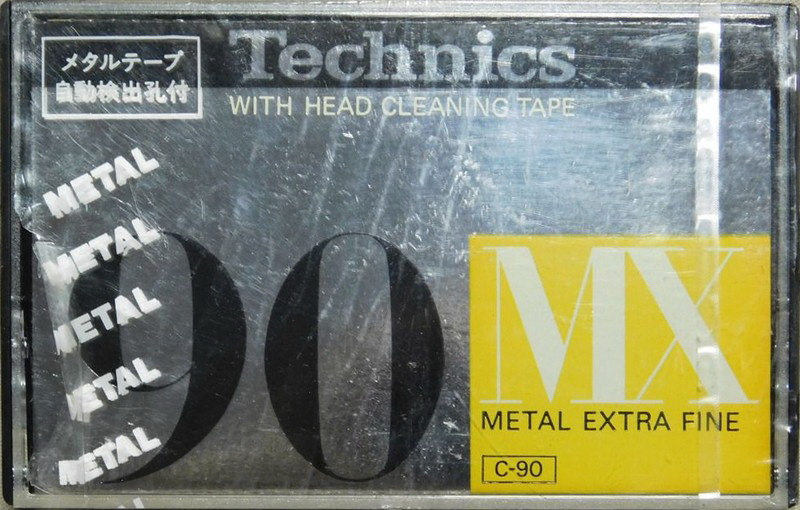 メタルテープ
自動検出孔付
Technics
WITH HEAD CLEANING TAPE
METAL
METAL
METAL
METAL
METAL
90
MX
METAL EXTRA FINE
C-90